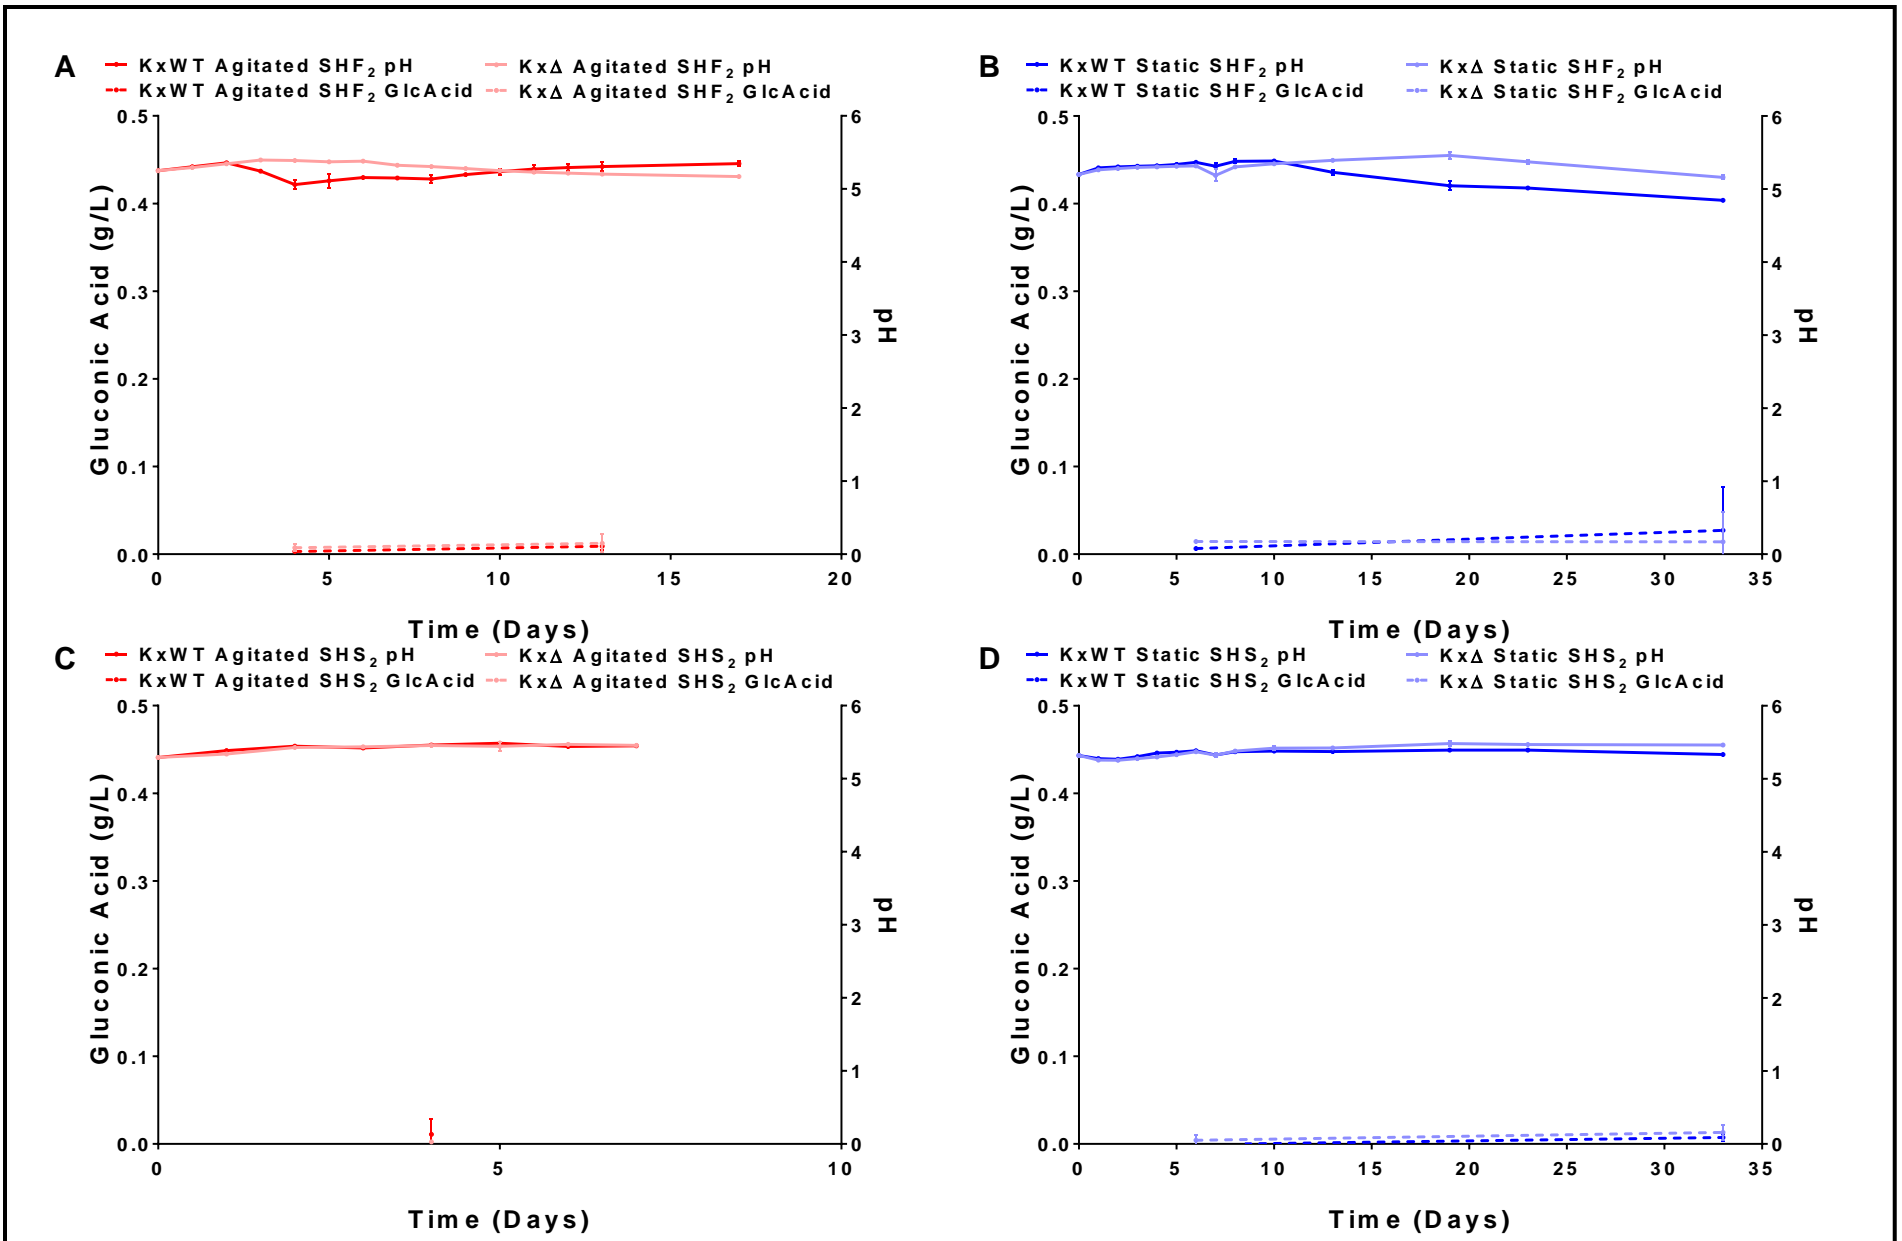 A
KxWT Agitated SHF2 pH
KxΔ Agitated SHF2 pH
KxWT Agitated SHF2 GlcAcid
KxΔ Agitated SHF2 GlcAcid
0.5
0.4
0.3
0.2
0.1
0.0
Gluconic Acid (g/L)
6
5
4
3
2
1
0
pH
0 5 10 15 20
Time (Days)
B
KxWT Static SHF2 pH
KxΔ Static SHF2 pH
KxWT Static SHF2 GlcAcid
KxΔ Static SHF2 GlcAcid
0.5
0.4
0.3
0.2
0.1
0.0
Gluconic Acid (g/L)
6
5
4
3
2
1
0
pH
0 5 10 15 20 25 30 35
Time (Days)
C
KxWT Agitated SHS2 pH
KxΔ Agitated SHS2 pH
KxWT Agitated SHS2 GlcAcid
KxΔ Agitated SHS2 GlcAcid
0.5
0.4
0.3
0.2
0.1
0.0
Gluconic Acid (g/L)
6
5
4
3
2
1
0
pH
0 5 10
Time (Days)
D
KxWT Static SHS2 pH
KxΔ Static SHS2 pH
KxWT Static SHS2 GlcAcid
KxΔ Static SHS2 GlcAcid
0.5
0.4
0.3
0.2
0.1
0.0
Gluconic Acid (g/L)
6
5
4
3
2
1
0
pH
0 5 10 15 20 25 30 35
Time (Days)